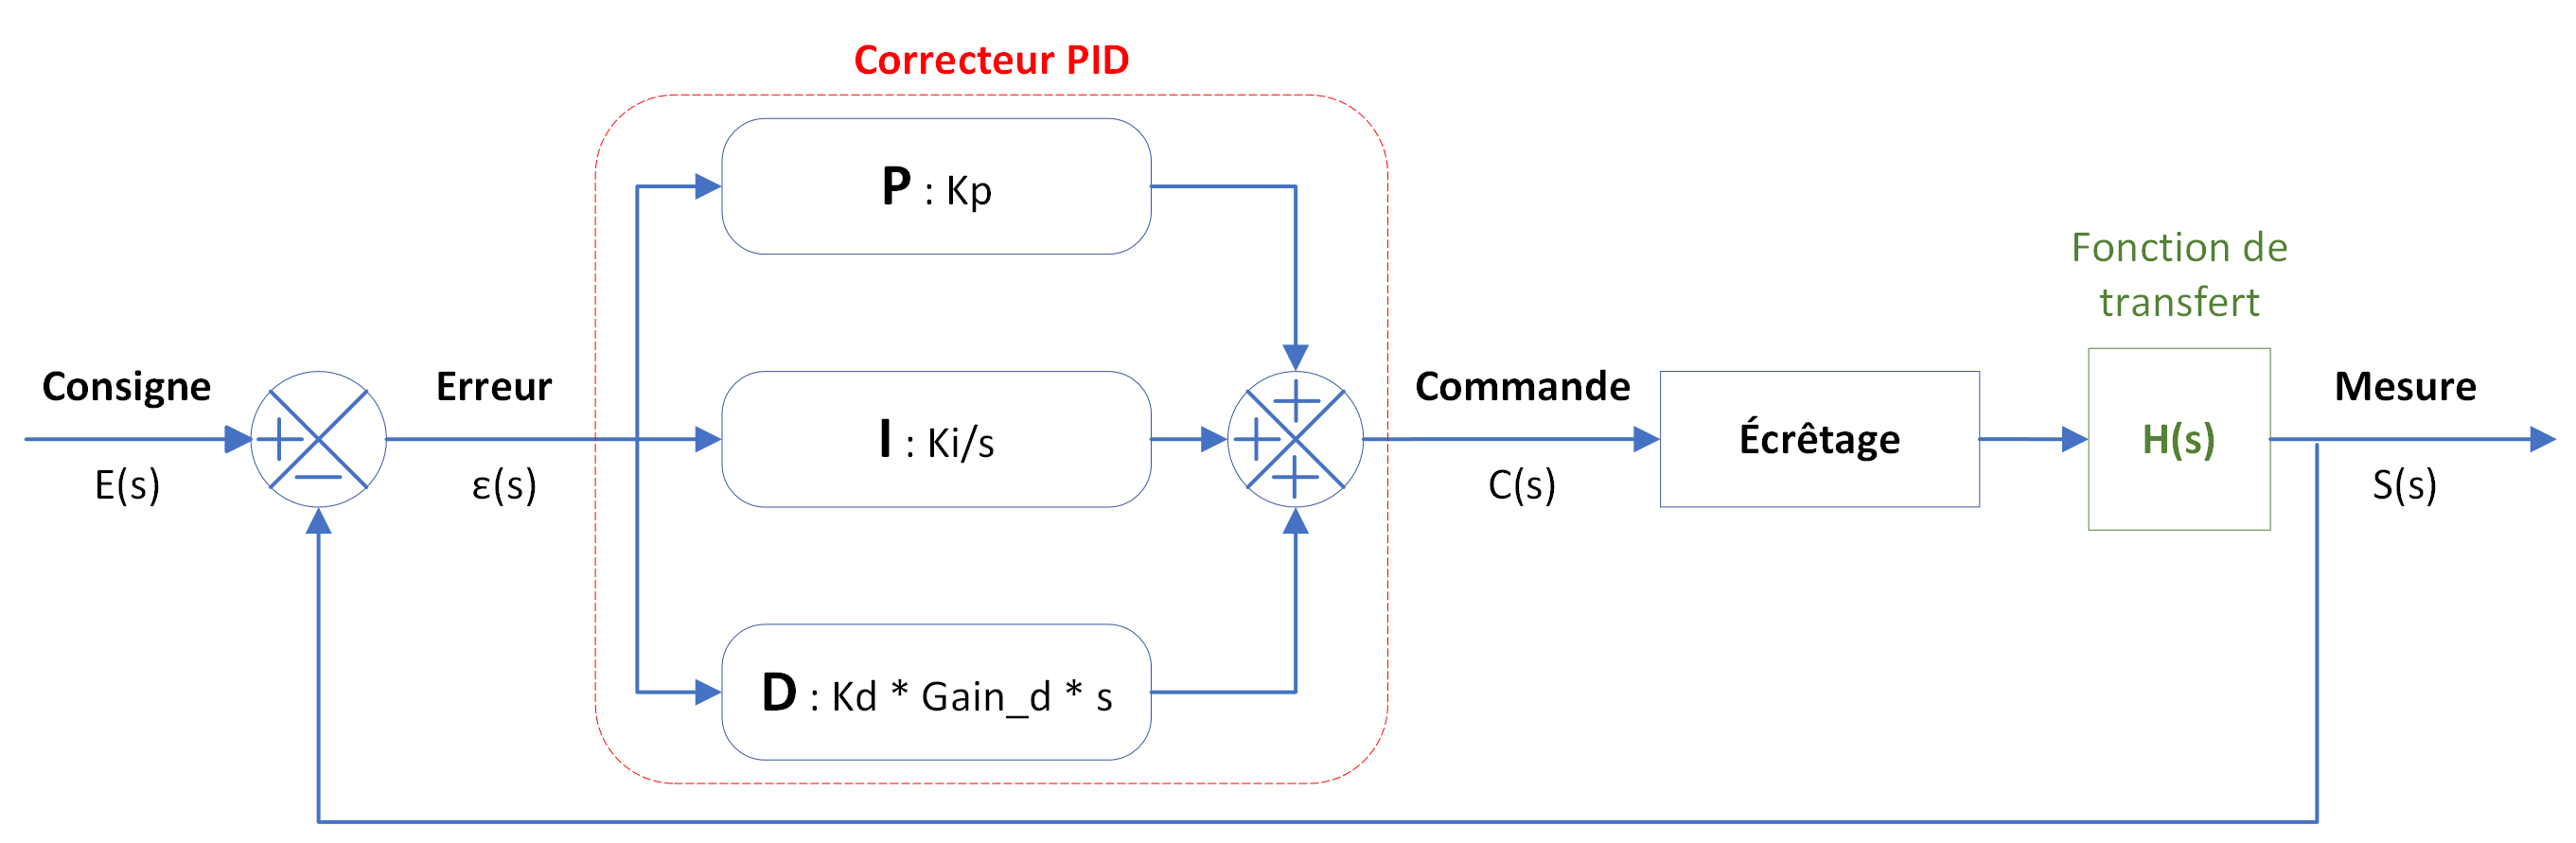 Correcteur PID
P : Kp
Fonction de
transfert
Consigne
Erreur
I : Ki/s
Commande
Écrêtage
H(s)
Mesure
E(s)
ε(s)
C(s)
S(s)
D : Kd * Gain_d * s